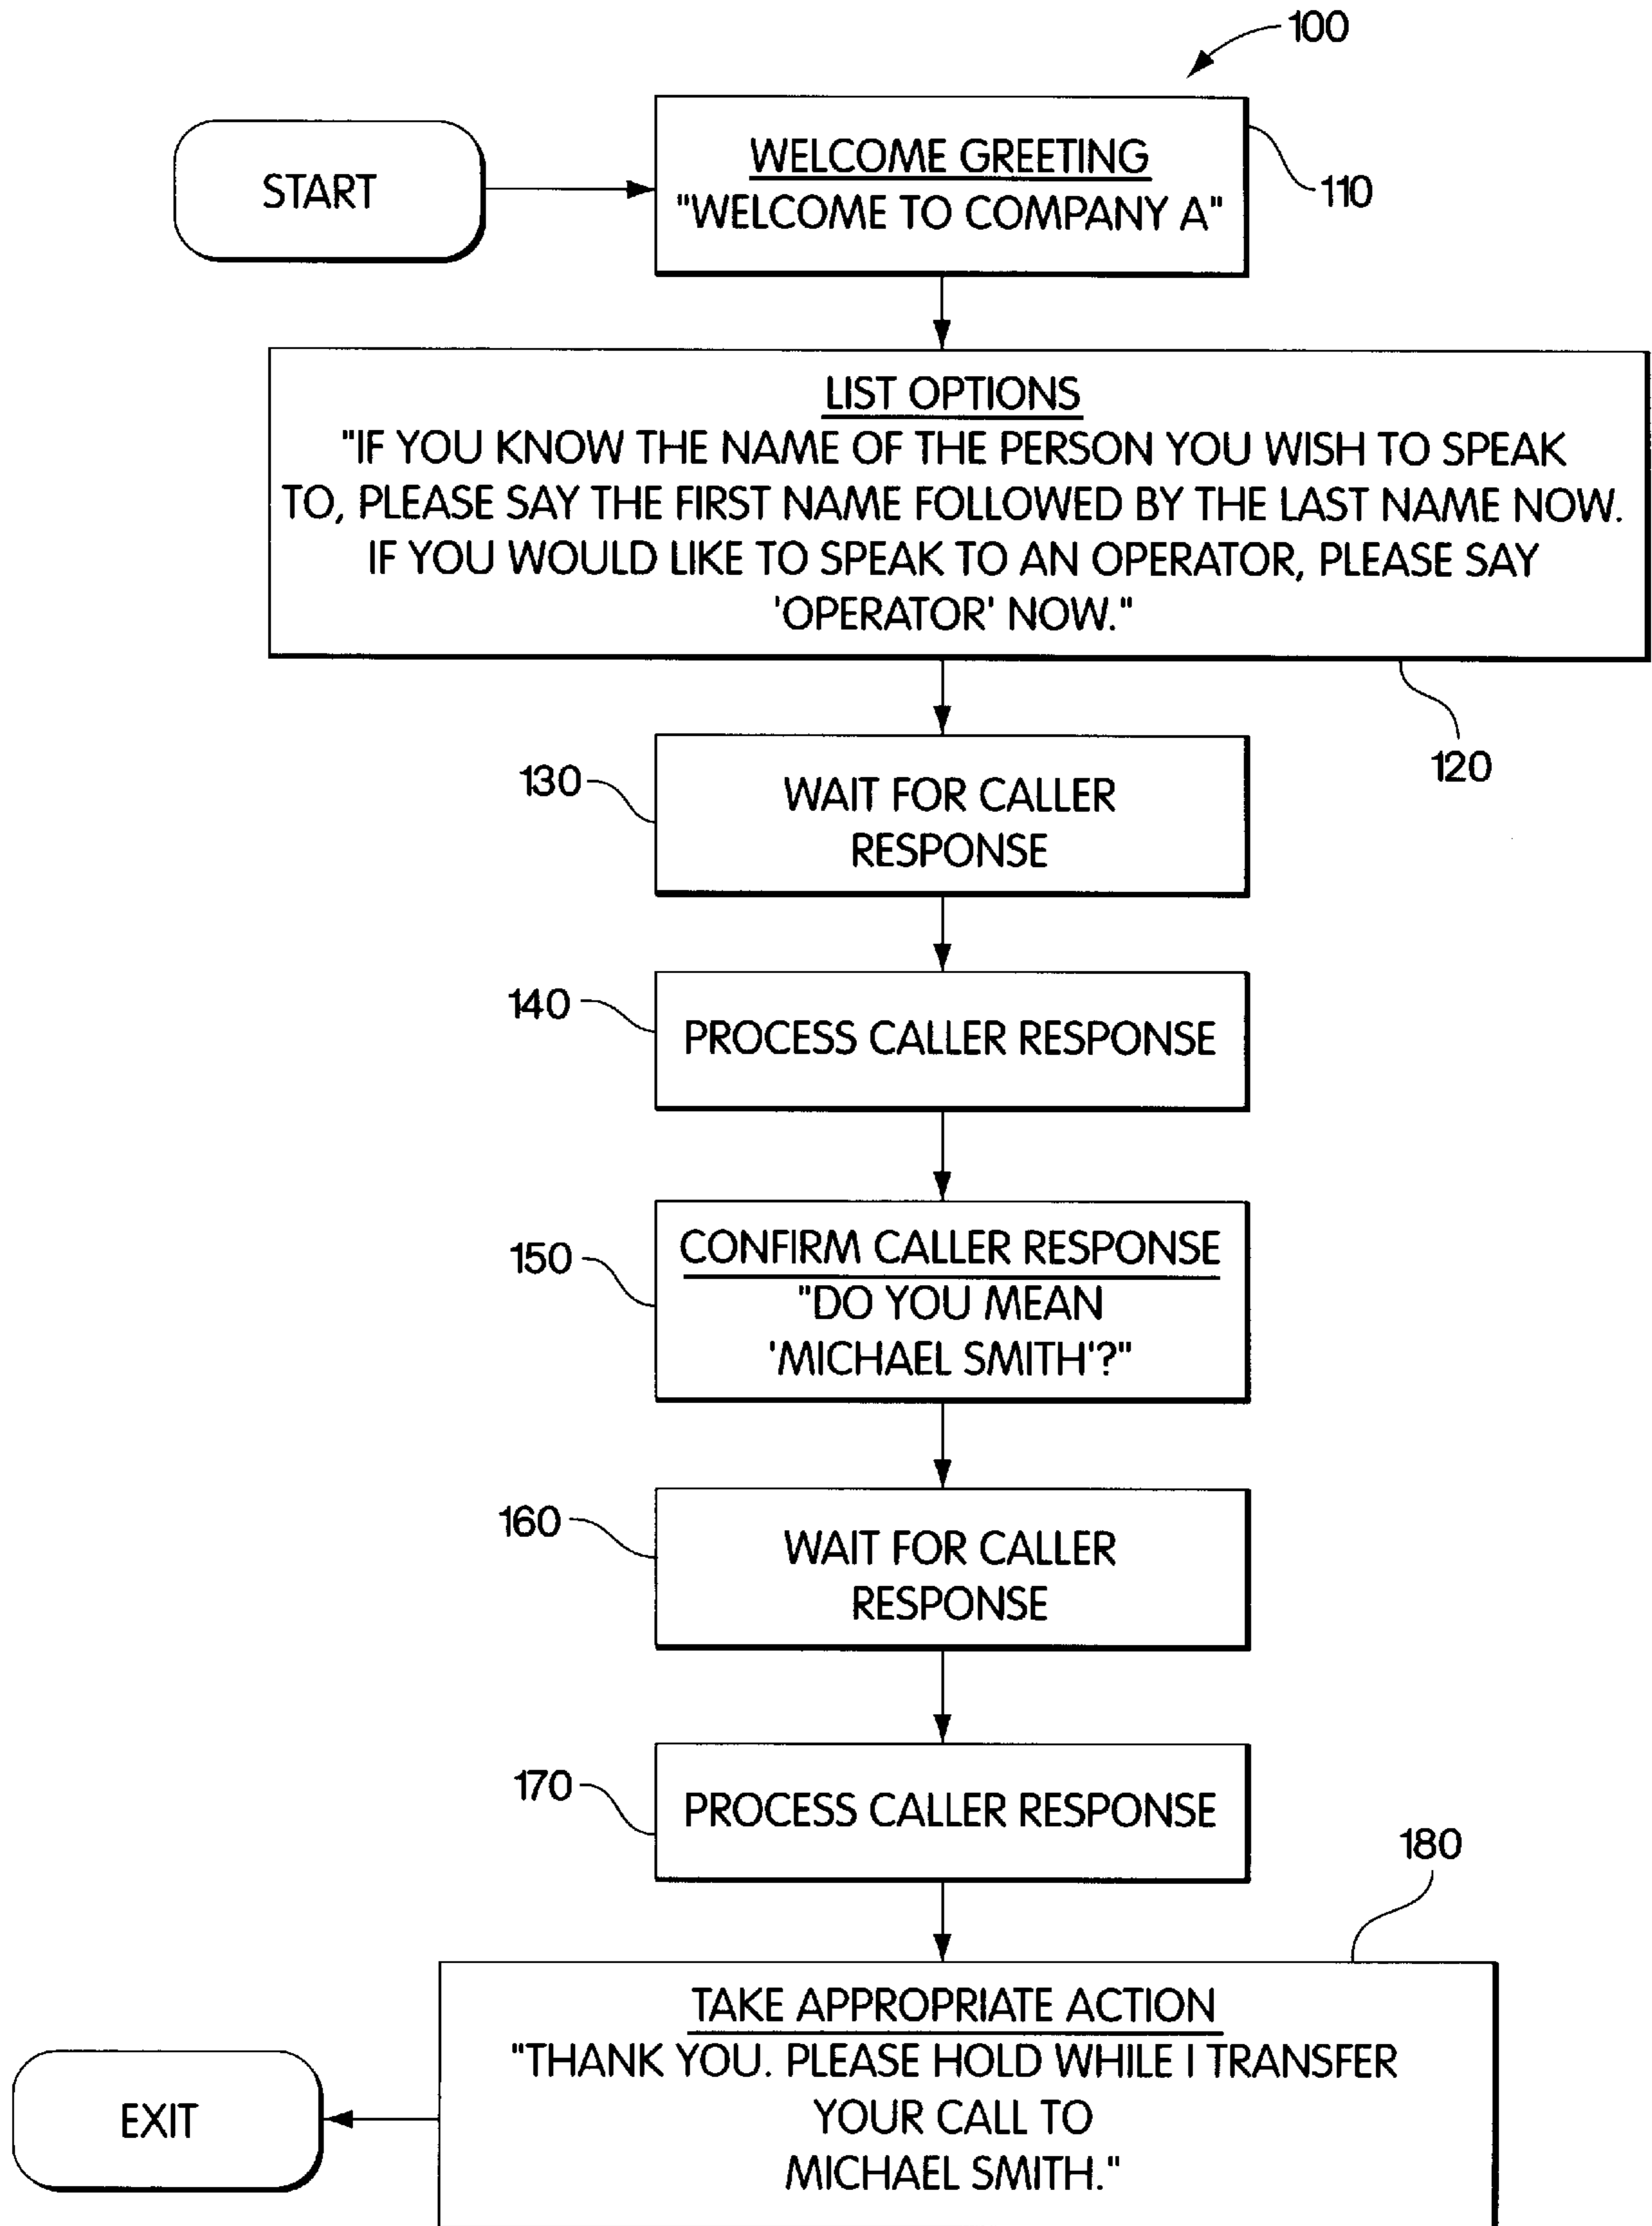 100
START
WELCOME GREETING
"WELCOME TO COMPANY A"
110
LIST OPTIONS
"IF YOU KNOW THE NAME OF THE PERSON YOU WISH TO SPEAK
TO, PLEASE SAY THE FIRST NAME FOLLOWED BY THE LAST NAME NOW.
IF YOU WOULD LIKE TO SPEAK TO AN OPERATOR, PLEASE SAY
'OPERATOR' NOW."
120
130
WAIT FOR CALLER
RESPONSE
140
PROCESS CALLER RESPONSE
150
CONFIRM CALLER RESPONSE
"DO YOU MEAN
'MICHAEL SMITH'?"
160
WAIT FOR CALLER
RESPONSE
170
PROCESS CALLER RESPONSE
180
TAKE APPROPRIATE ACTION
"THANK YOU. PLEASE HOLD WHILE I TRANSFER
YOUR CALL TO
MICHAEL SMITH."
EXIT